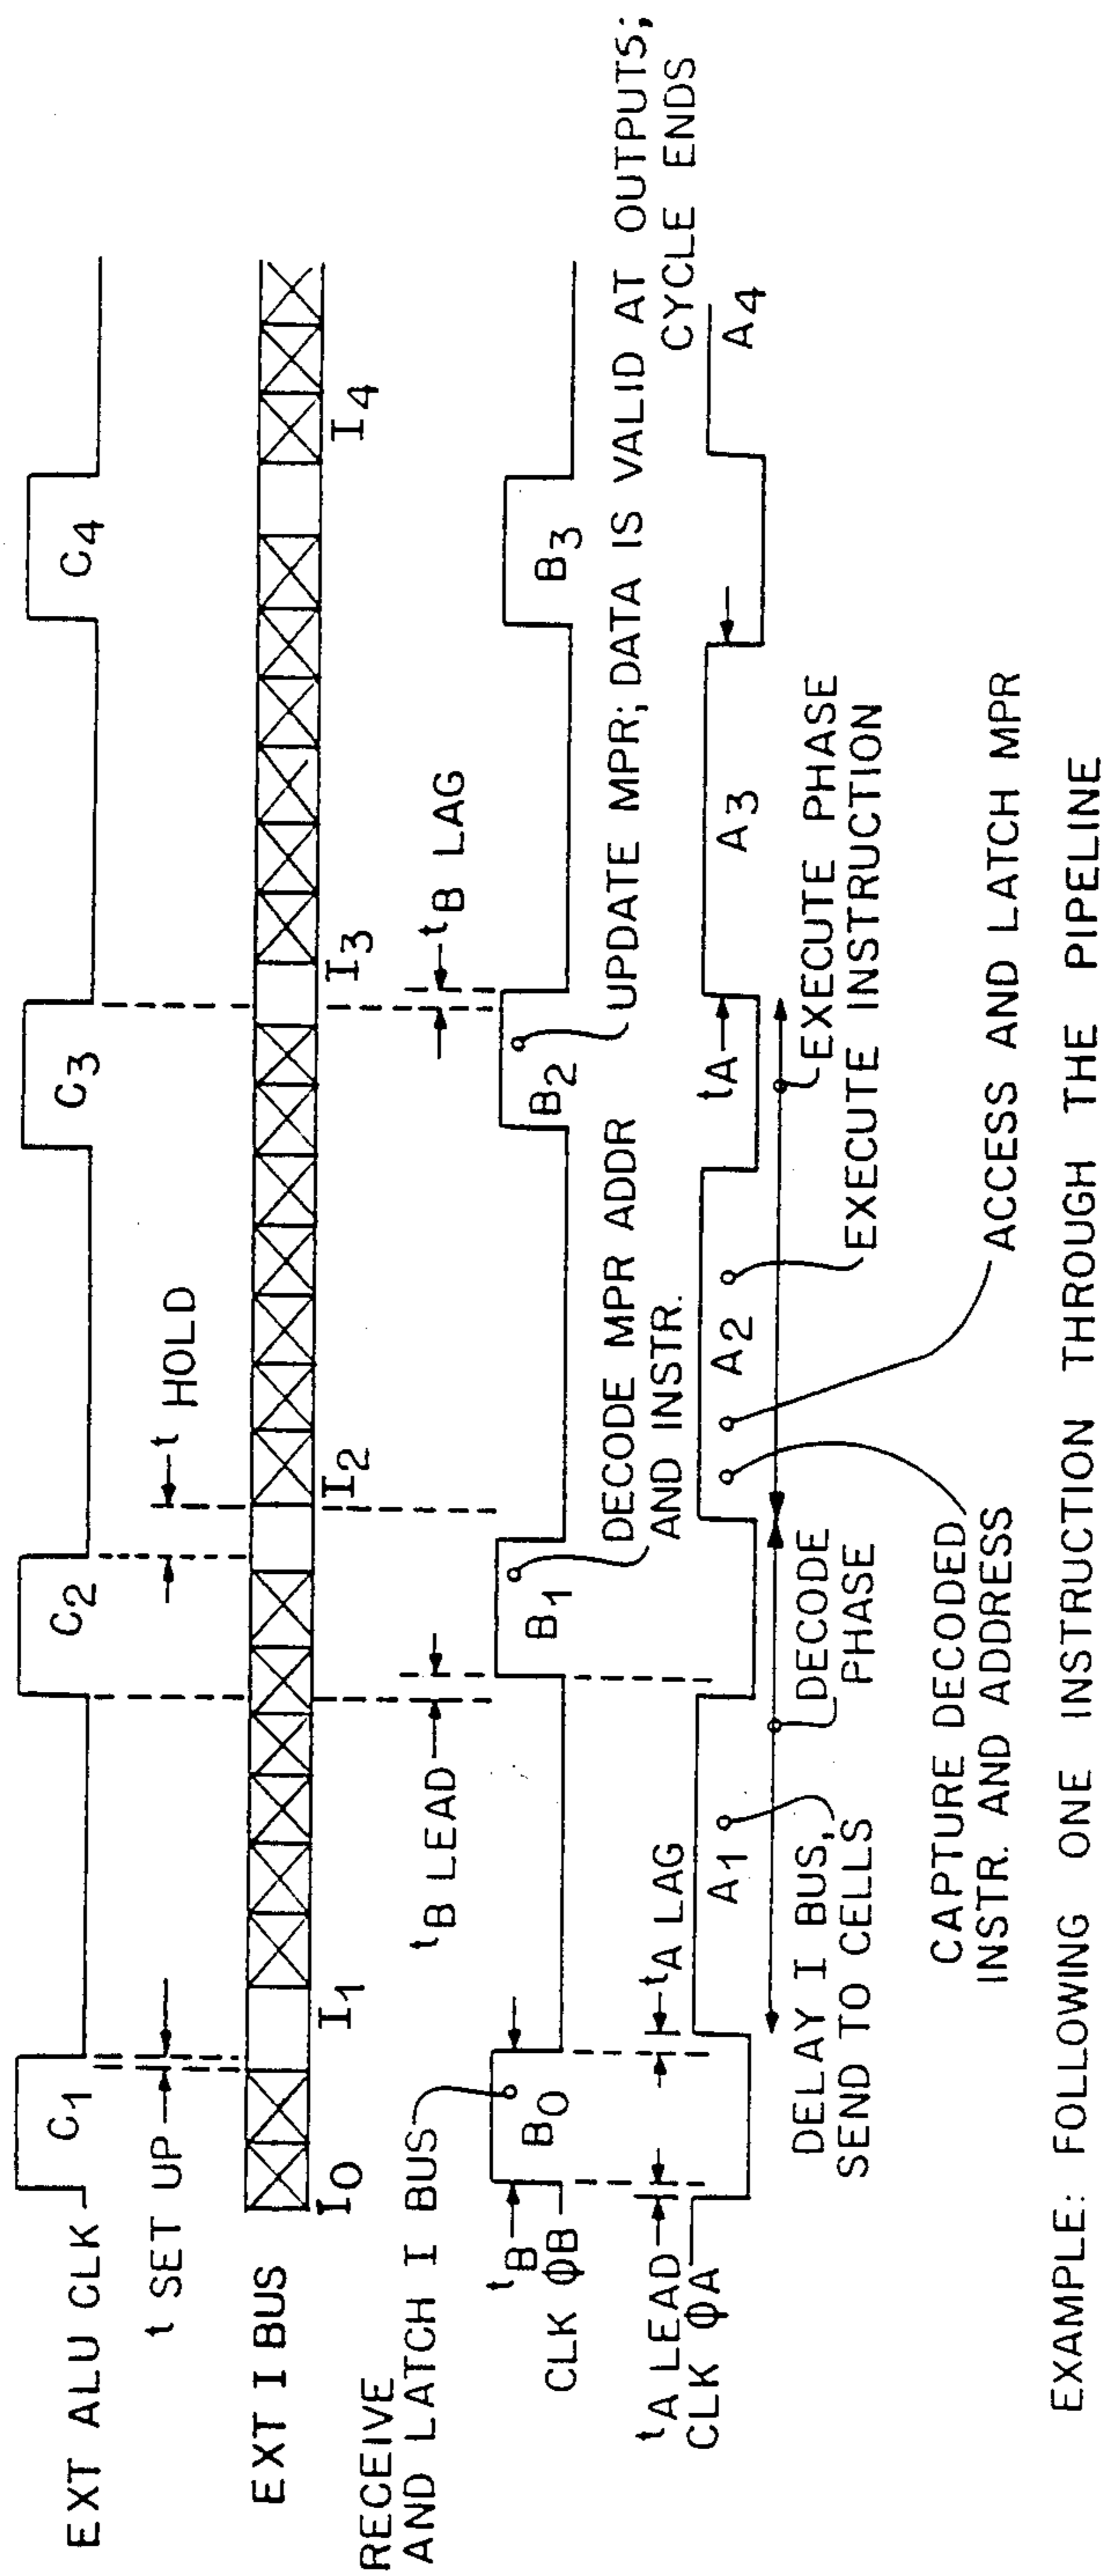 EXT ALU CLK
C1
C2
C3
C4
t SET UP
t HOLD
EXT I BUS
I0
I1
I2
I3
I4
RECEIVE
AND LATCH I BUS
tB LEAD
tB LAG
tB
CLK ΦB
B0
B1
B2
B3
DECODE MPR ADDR
AND INSTR.
UPDATE MPR; DATA IS VALID AT OUTPUTS;
CYCLE ENDS
tA LEAD
tA LAG
CLK ΦA
A1
A2
tA
A3
A4
DELAY I BUS,
SEND TO CELLS
DECODE
PHASE
EXECUTE PHASE
EXECUTE INSTRUCTION
CAPTURE DECODED
INSTR. AND ADDRESS
ACCESS AND LATCH MPR
EXAMPLE: FOLLOWING ONE INSTRUCTION THROUGH THE PIPELINE